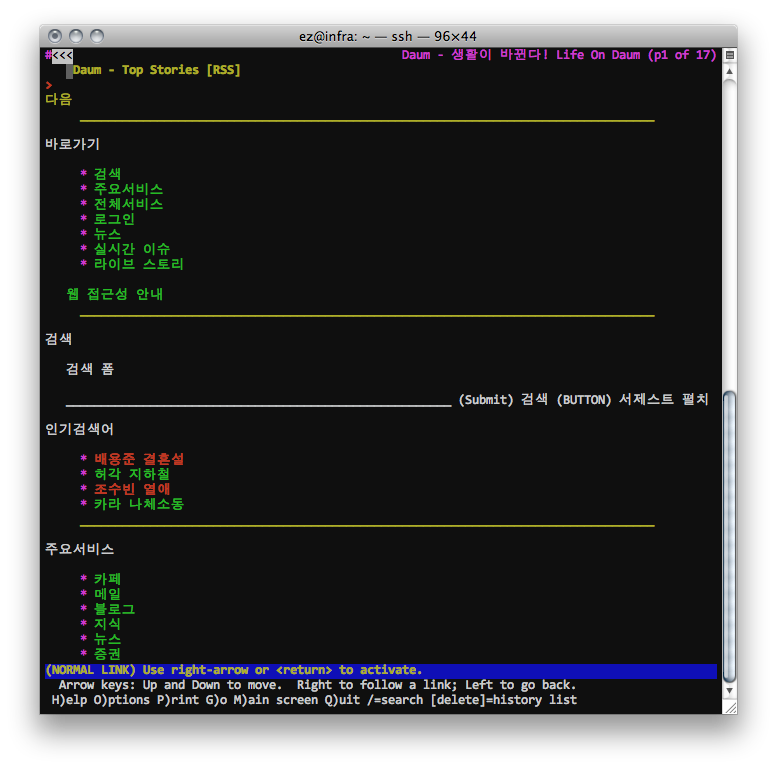 ez@infra: ~ — ssh — 96×44
#<<< Daum - 생활이 바뀐다! Life On Daum (p1 of 17)
Daum - Top Stories [RSS]
>
다음
바로가기
* 검색
* 주요서비스
* 전체서비스
* 로그인
* 뉴스
* 실시간 이슈
* 라이브 스토리
웹 접근성 안내
검색
검색 폼
(Submit) 검색 (BUTTON) 서제스트 펼치
인기검색어
* 배용준 결혼설
* 허각 지하철
* 조수빈 열애
* 카라 나체소동
주요서비스
* 카페
* 메일
* 블로그
* 지식
* 뉴스
* 증권
(NORMAL LINK) Use right-arrow or <return> to activate.
Arrow keys: Up and Down to move. Right to follow a link; Left to go back.
H)elp O)ptions P)rint G)o M)ain screen Q)uit /=search [delete]=history list